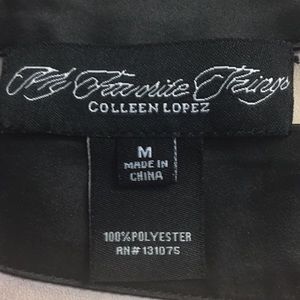 My Favorite Things
COLLEEN LOPEZ
M
MADE IN
CHINA
100% POLYESTER
RN# 131075